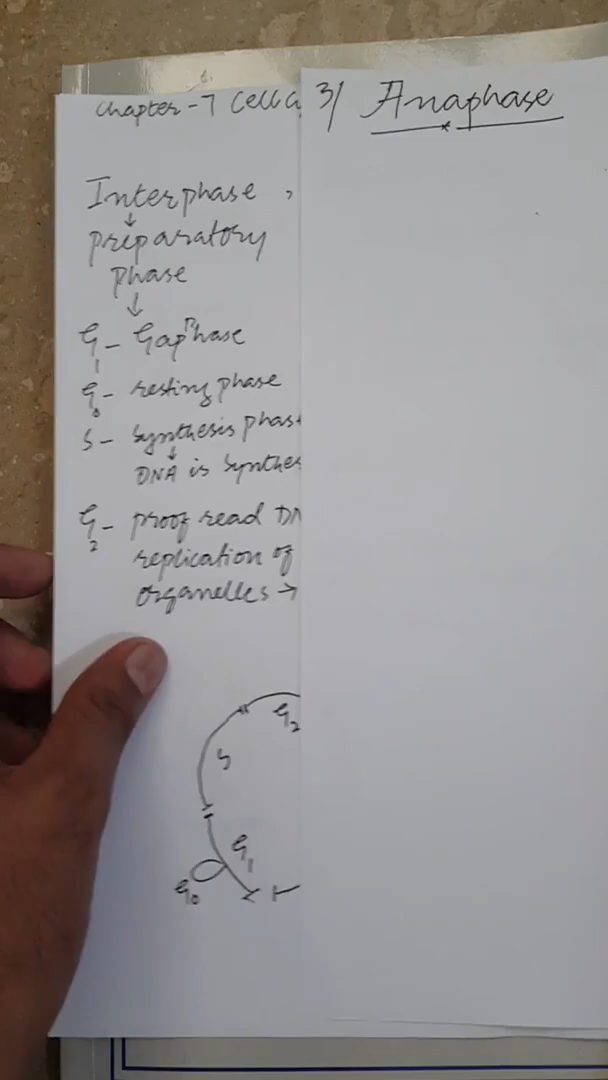 Chapter-7 Cell C
Interphase,
↓
preparatory
phase
↓
G1 - Gap Phase
G0 - resting phase
S - Synthesis phas
↓
DNA is synthes
G2 - proof read DN
replication of
organelles →
G2
S
G1
G0
3/ Anaphase